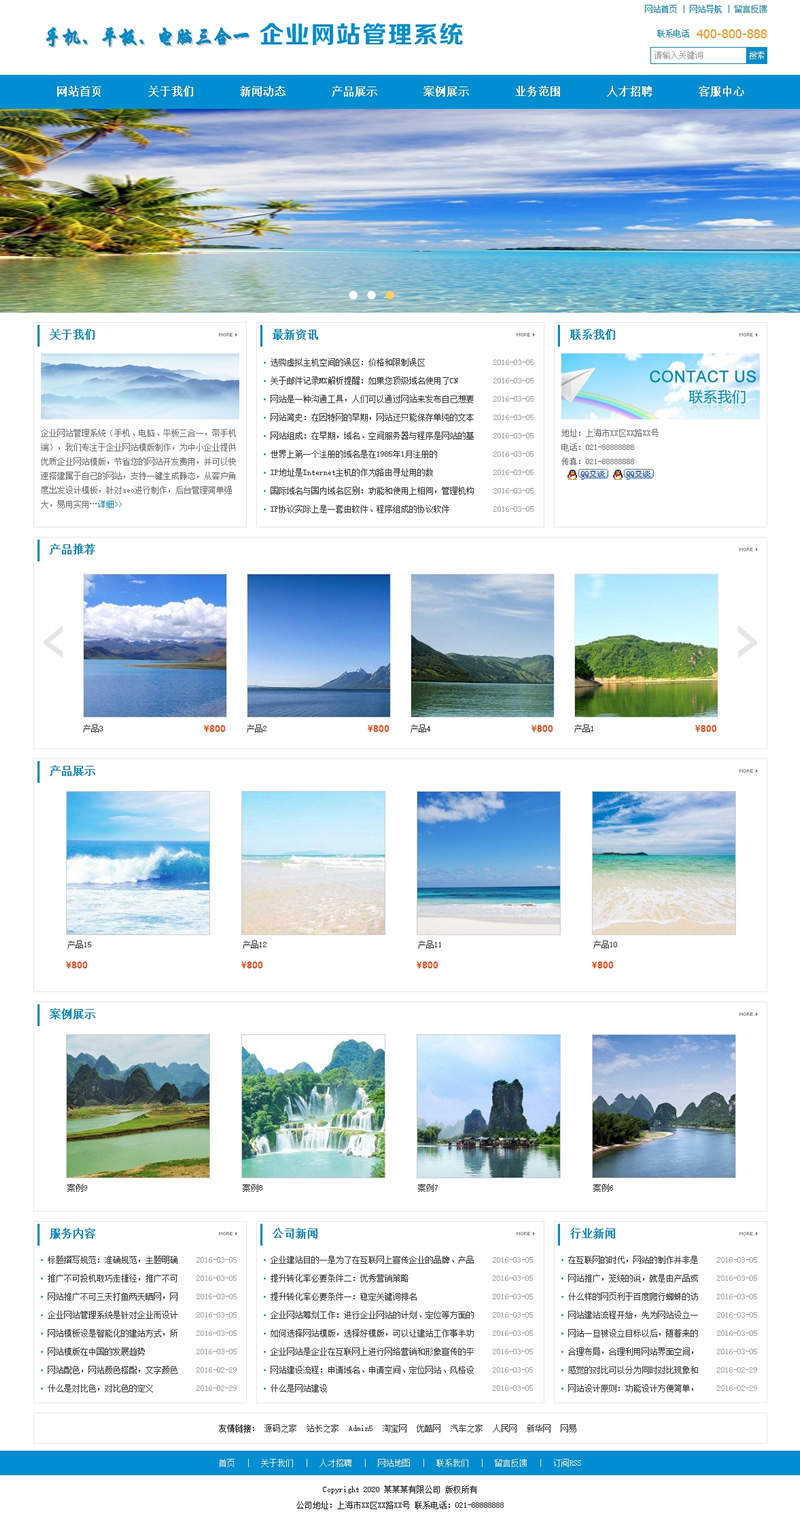 网站首页 | 网站导航 | 留言反馈
手机、平板、电脑三合一 企业网站管理系统
联系电话 400-800-888
请输入关键词 搜索
网站首页 关于我们 新闻动态 产品展示 案例展示 业务范围 人才招聘 客服中心
关于我们 MORE
企业网站管理系统（手机、电脑、平板三合一，带手机
端），我们专注于企业网站模版制作，为中小企业提供
优质企业网站模版，节省您的网站开发费用，并可以快
速搭建属于自己的网站，支持一键生成静态，从客户角
度出发设计模板，针对seo进行制作，后台管理简单强
大，易用实用…详细>>
最新资讯 MORE
选购虚拟主机空间的误区：价格和限制误区 2016-03-05
关于邮件记录MX解析提醒：如果您顶级域名使用了CN 2016-03-05
网站是一种沟通工具，人们可以通过网站来发布自己想要 2016-03-05
网站简史：在因特网的早期，网站还只能保存单纯的文本 2016-03-05
网站组成：在早期，域名、空间服务器与程序是网站的基 2016-03-05
世界上第一个注册的域名是在1985年1月注册的 2016-03-05
IP地址是Internet主机的作为路由寻址用的数 2016-03-05
国际域名与国内域名区别：功能和使用上相同，管理机构 2016-03-05
IP协议实际上是一套由软件、程序组成的协议软件 2016-03-05
联系我们 MORE
CONTACT US
联系我们
地址：上海市XX区XX路XX号
电话：021-88888888
传真：021-88888888
QQ交谈 QQ交谈
产品推荐 MORE
产品3 ¥800 产品2 ¥800 产品4 ¥800 产品1 ¥800
产品展示 MORE
产品15 产品12 产品11 产品10
¥800 ¥800 ¥800 ¥800
案例展示 MORE
案例9 案例8 案例7 案例6
服务内容 MORE
标题撰写规范：准确规范，主题明确 2016-03-05
推广不可投机取巧走捷径，推广不可 2016-03-05
网站推广不可三天打鱼两天晒网，网 2016-03-05
企业网站管理系统是针对企业而设计 2016-03-05
网站模板设是智能化的建站方式，所 2016-03-05
网站模版在中国的发展趋势 2016-03-05
网站配色，网站颜色搭配，文字颜色 2016-02-29
什么是对比色，对比色的定义 2016-02-29
公司新闻 MORE
企业建站目的一是为了在互联网上宣传企业的品牌、产品 2016-03-05
提升转化率必要条件二：优秀营销策略 2016-03-05
提升转化率必要条件一：稳定关键词排名 2016-03-05
企业网站筹划工作：进行企业网站的计划、定位等方面的 2016-03-05
如何选择网站模版，选择好模版，可以让建站工作事半功 2016-03-05
企业网站是企业在互联网上进行网络营销和形象宣传的平 2016-03-05
网站建设流程：申请域名、申请空间、定位网站、风格设 2016-03-05
什么是网站建设 2016-03-05
行业新闻 MORE
在互联网的时代，网站的制作并非是 2016-03-05
网站推广，笼统的说，就是由产品或 2016-03-05
什么样的网页利于百度爬行蜘蛛的访 2016-03-05
网站建站流程开始，先为网站设立一 2016-03-05
网站一旦被设立目标以后，随着来的 2016-03-05
合理布局，合理利用网站界面空间， 2016-03-05
感觉的对比可以分为同时对比现象和 2016-02-29
网站设计原则：功能设计方便简单， 2016-02-29
友情链接： 源码之家 站长之家 Admin5 淘宝网 优酷网 汽车之家 人民网 新华网 网易
首页 | 关于我们 | 人才招聘 | 网站地图 | 联系我们 | 留言反馈 | 订阅RSS
Copyright 2020 某某某有限公司 版权所有
公司地址：上海市XX区XX路XX号 联系电话：021-88888888